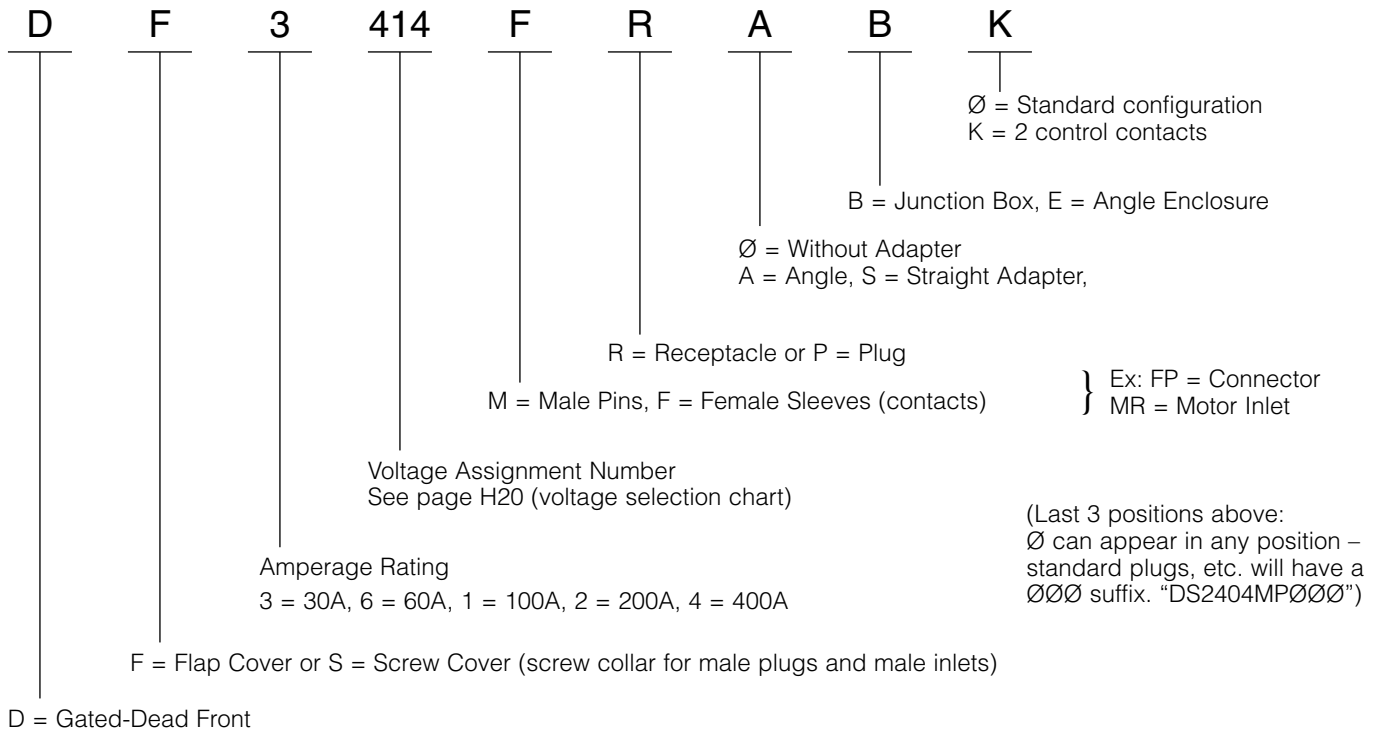 D F 3 414 F R A B K
Ø = Standard configuration
K = 2 control contacts
B = Junction Box, E = Angle Enclosure
Ø = Without Adapter
A = Angle, S = Straight Adapter,
R = Receptacle or P = Plug
M = Male Pins, F = Female Sleeves (contacts)
} Ex: FP = Connector
MR = Motor Inlet
Voltage Assignment Number
See page H20 (voltage selection chart)
(Last 3 positions above:
Ø can appear in any position –
standard plugs, etc. will have a
ØØØ suffix. “DS2404MPØØØ”)
Amperage Rating
3 = 30A, 6 = 60A, 1 = 100A, 2 = 200A, 4 = 400A
F = Flap Cover or S = Screw Cover (screw collar for male plugs and male inlets)
D = Gated-Dead Front